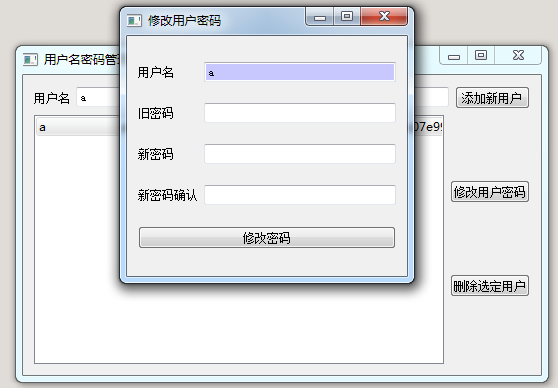 修改用户密码
用户名 a
旧密码
新密码
新密码确认
修改密码
用户名密码管
用户名 a
添加新用户
a
07e99
修改用户密码
删除选定用户